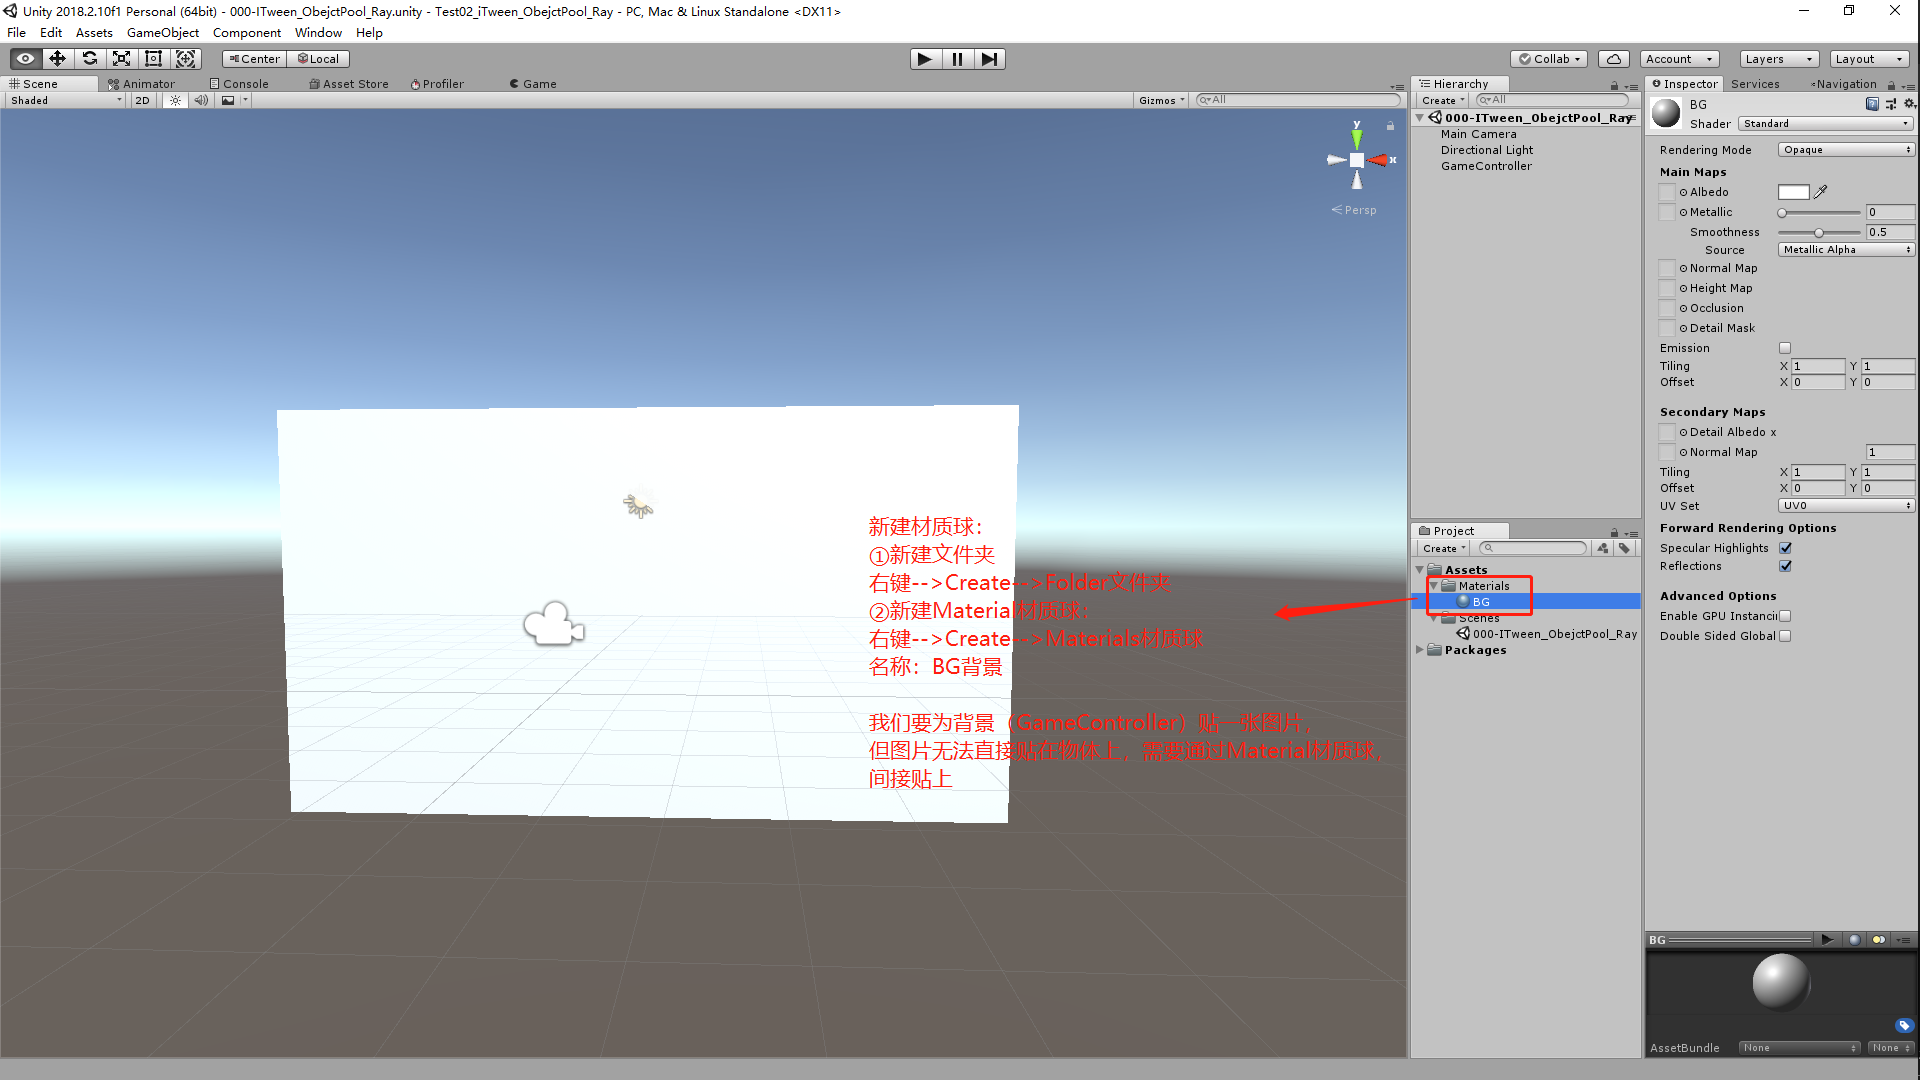 Unity 2018.2.10f1 Personal (64bit) - 000-ITween_ObejctPool_Ray.unity - Test02_iTween_ObejctPool_Ray - PC, Mac & Linux Standalone <DX11>
File Edit Assets GameObject Component Window Help
Center Local
Collab Account Layers Layout
Scene Animator Console Asset Store Profiler Game
Shaded 2D Gizmos All
y
x
Persp
新建材质球：
①新建文件夹
右键-->Create-->Folder文件夹
②新建Material材质球：
右键-->Create-->Materials材质球
名称：BG背景
我们要为背景（GameController）贴一张图片，
但图片无法直接贴在物体上，需要通过Material材质球，
间接贴上
Hierarchy
Create All
000-ITween_ObejctPool_Ray
Main Camera
Directional Light
GameController
Project
Create
Assets
Materials
BG
Scenes
000-ITween_ObejctPool_Ray
Packages
Inspector Services Navigation
BG
Shader Standard
Rendering Mode Opaque
Main Maps
Albedo
Metallic 0
Smoothness 0.5
Source Metallic Alpha
Normal Map
Height Map
Occlusion
Detail Mask
Emission
Tiling X 1 Y 1
Offset X 0 Y 0
Secondary Maps
Detail Albedo x
Normal Map 1
Tiling X 1 Y 1
Offset X 0 Y 0
UV Set UV0
Forward Rendering Options
Specular Highlights
Reflections
Advanced Options
Enable GPU Instancii
Double Sided Global
BG
AssetBundle None None